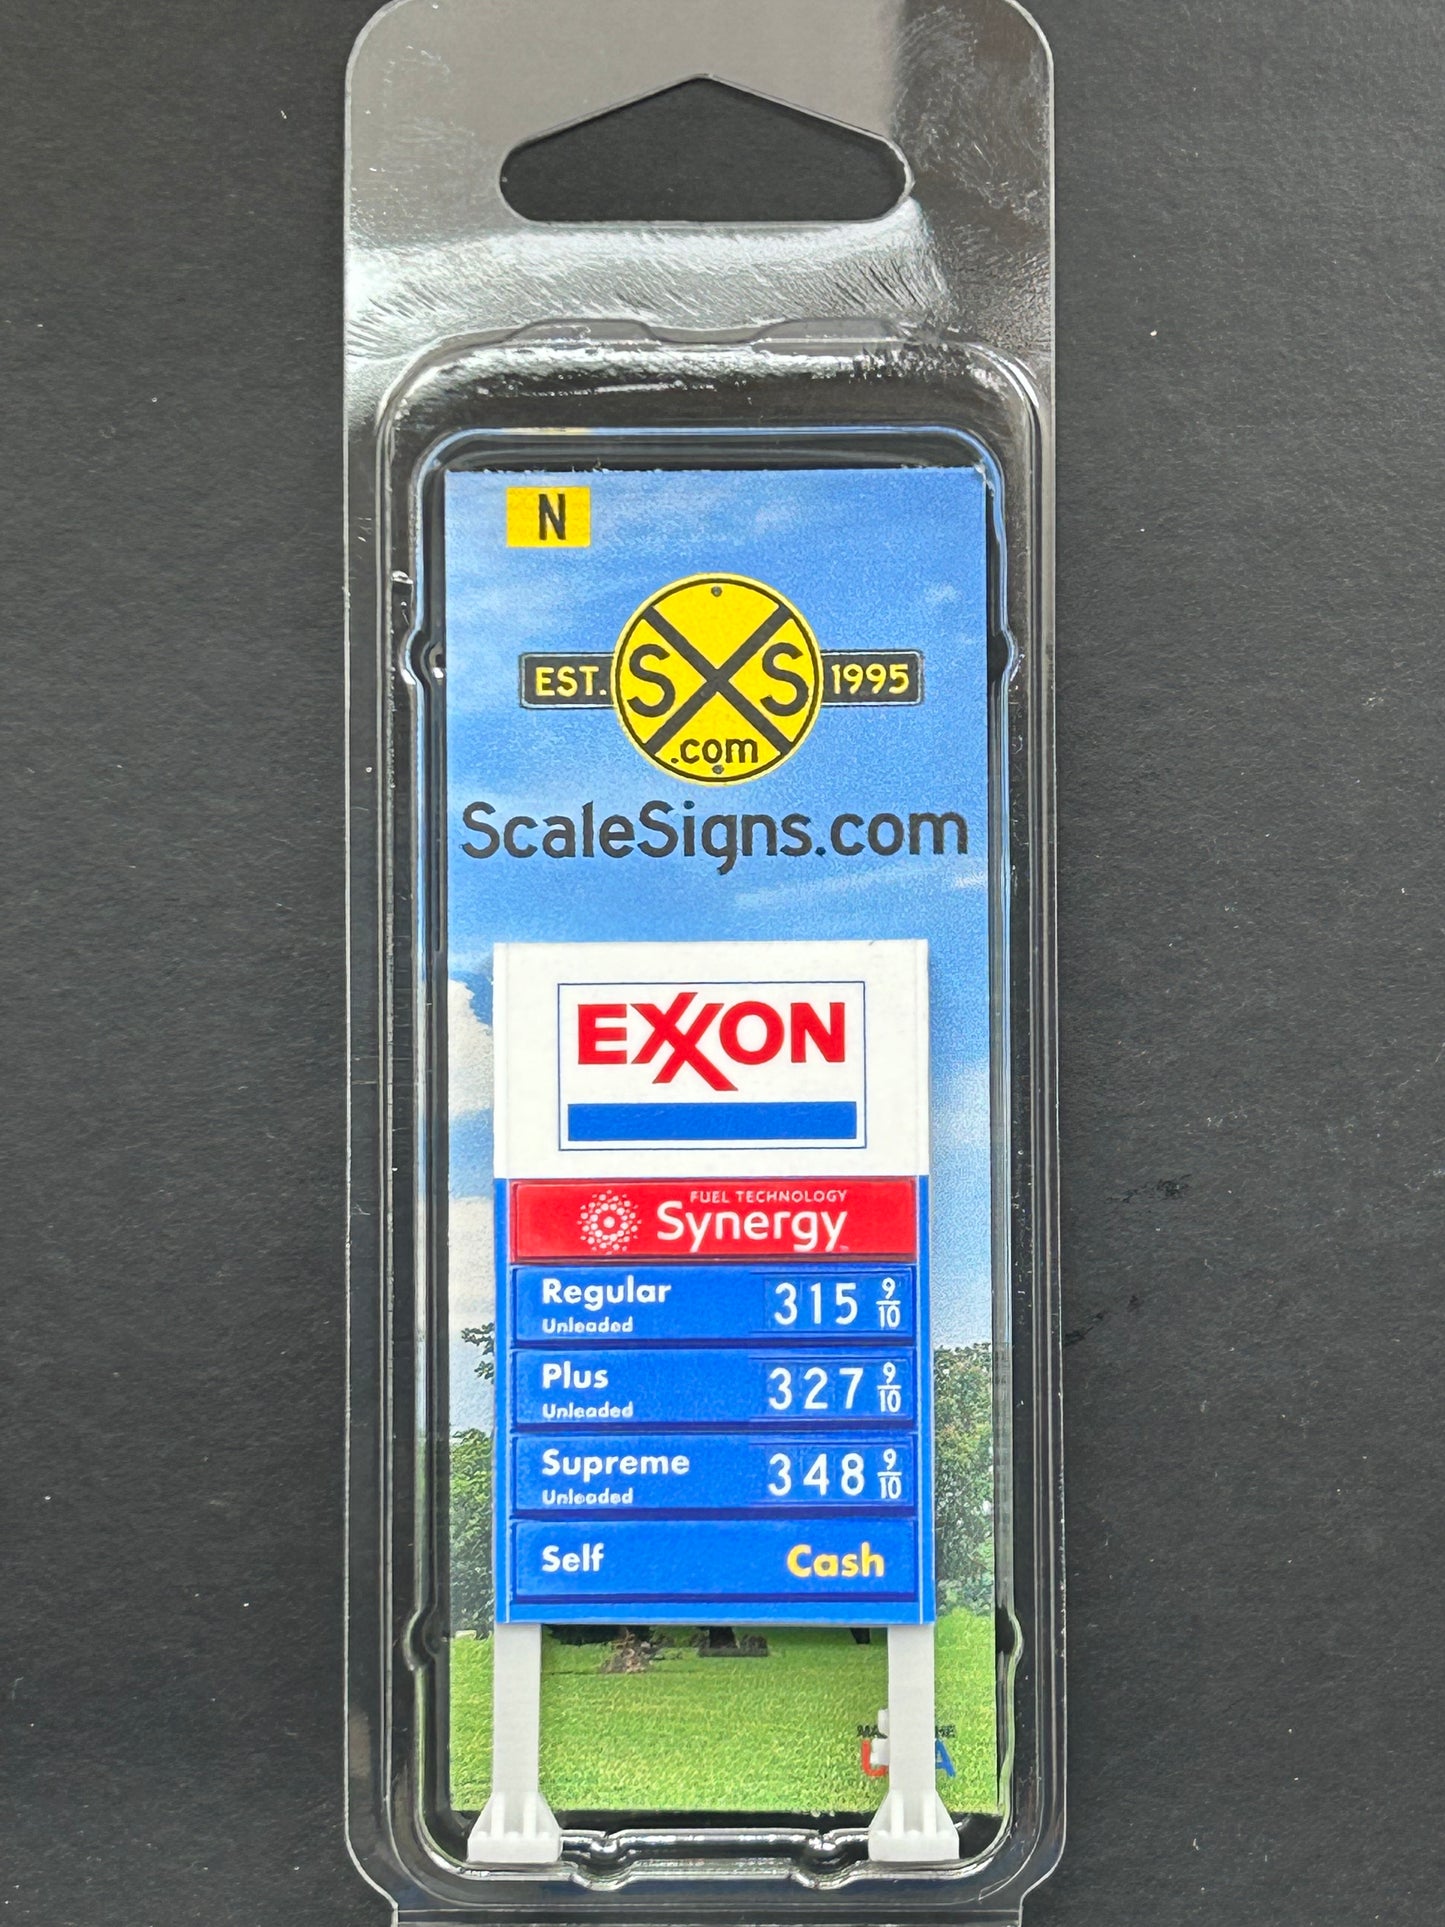 N
EST. SXS 1995
.com
ScaleSigns.com
EXXON
FUEL TECHNOLOGY
Synergy
Regular 315 9/10
Unleaded
Plus 327 9/10
Unleaded
Supreme 348 9/10
Unleaded
Self Cash